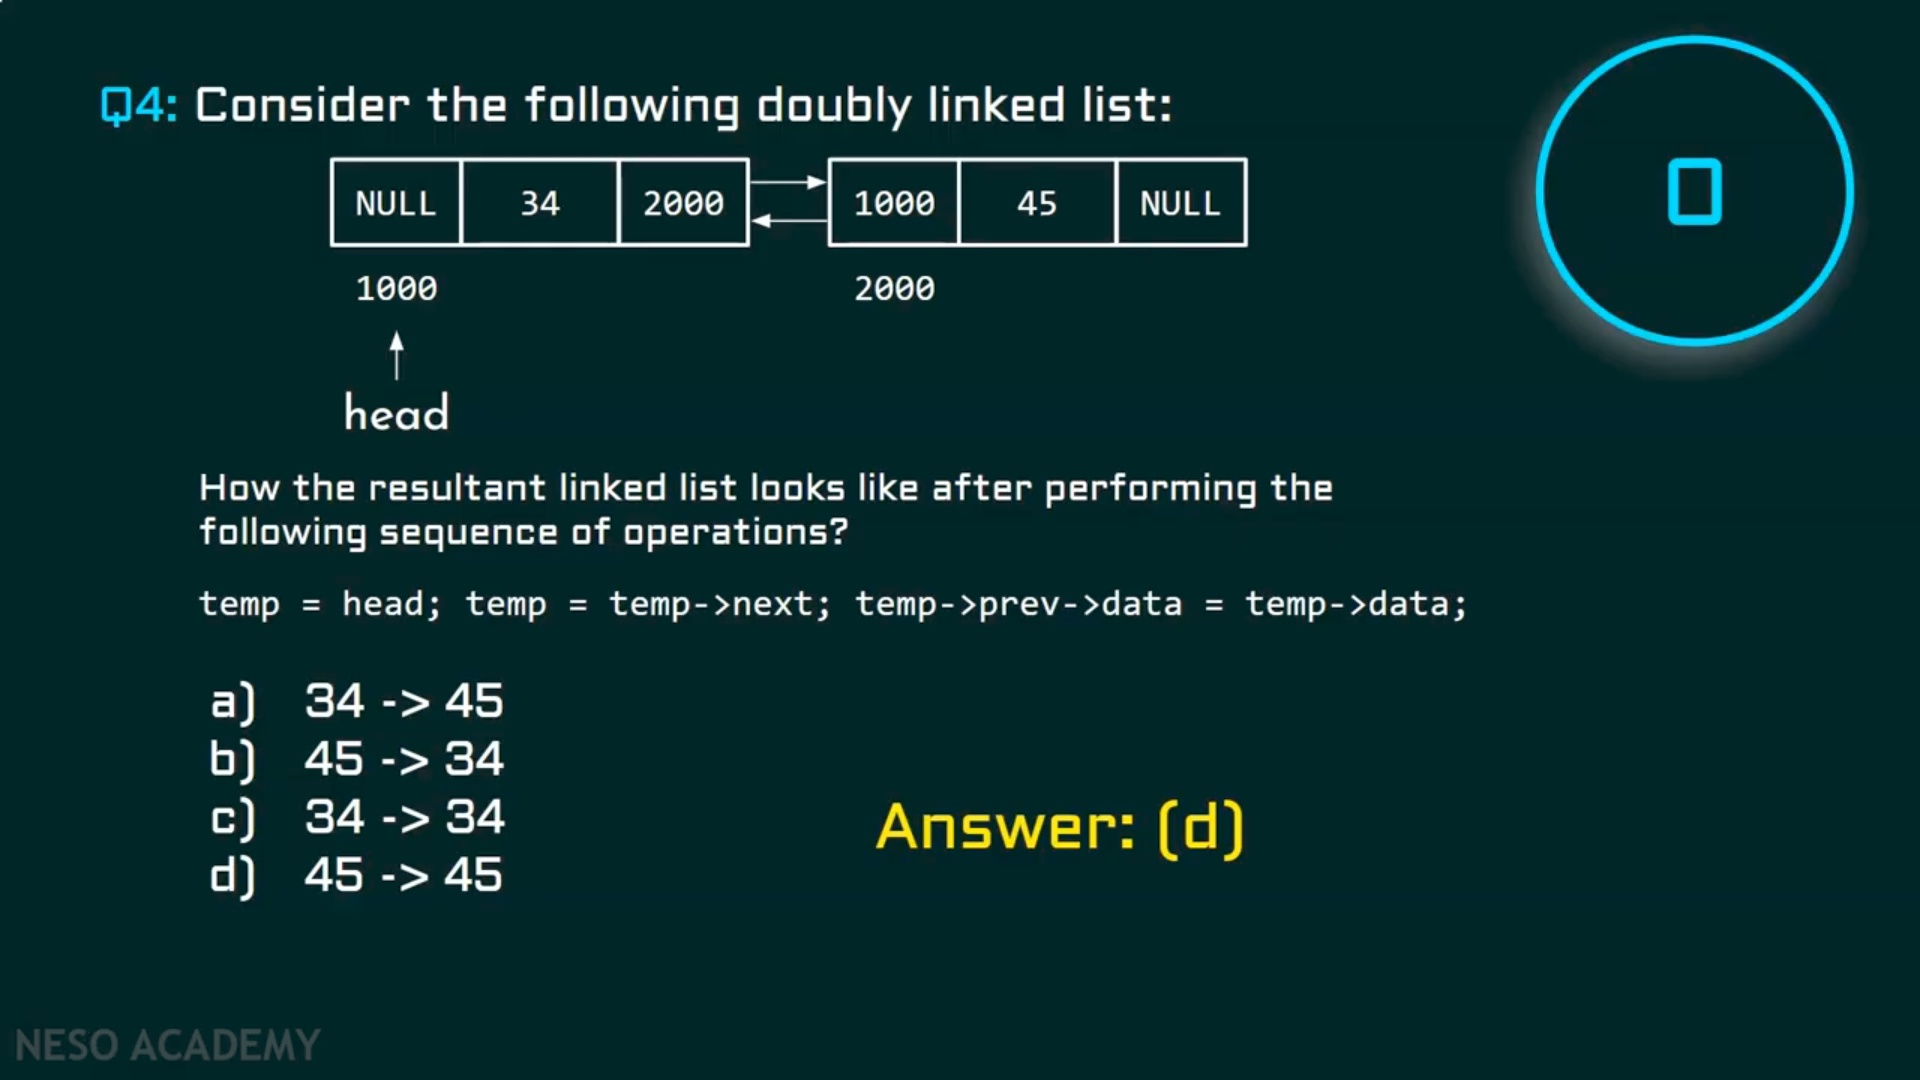 Q4: Consider the following doubly linked list:
NULL 34 2000 1000 45 NULL
1000 2000
head
How the resultant linked list looks like after performing the
following sequence of operations?
temp = head; temp = temp->next; temp->prev->data = temp->data;
a) 34 -> 45
b) 45 -> 34
c) 34 -> 34
d) 45 -> 45
Answer: (d)
0
NESO ACADEMY